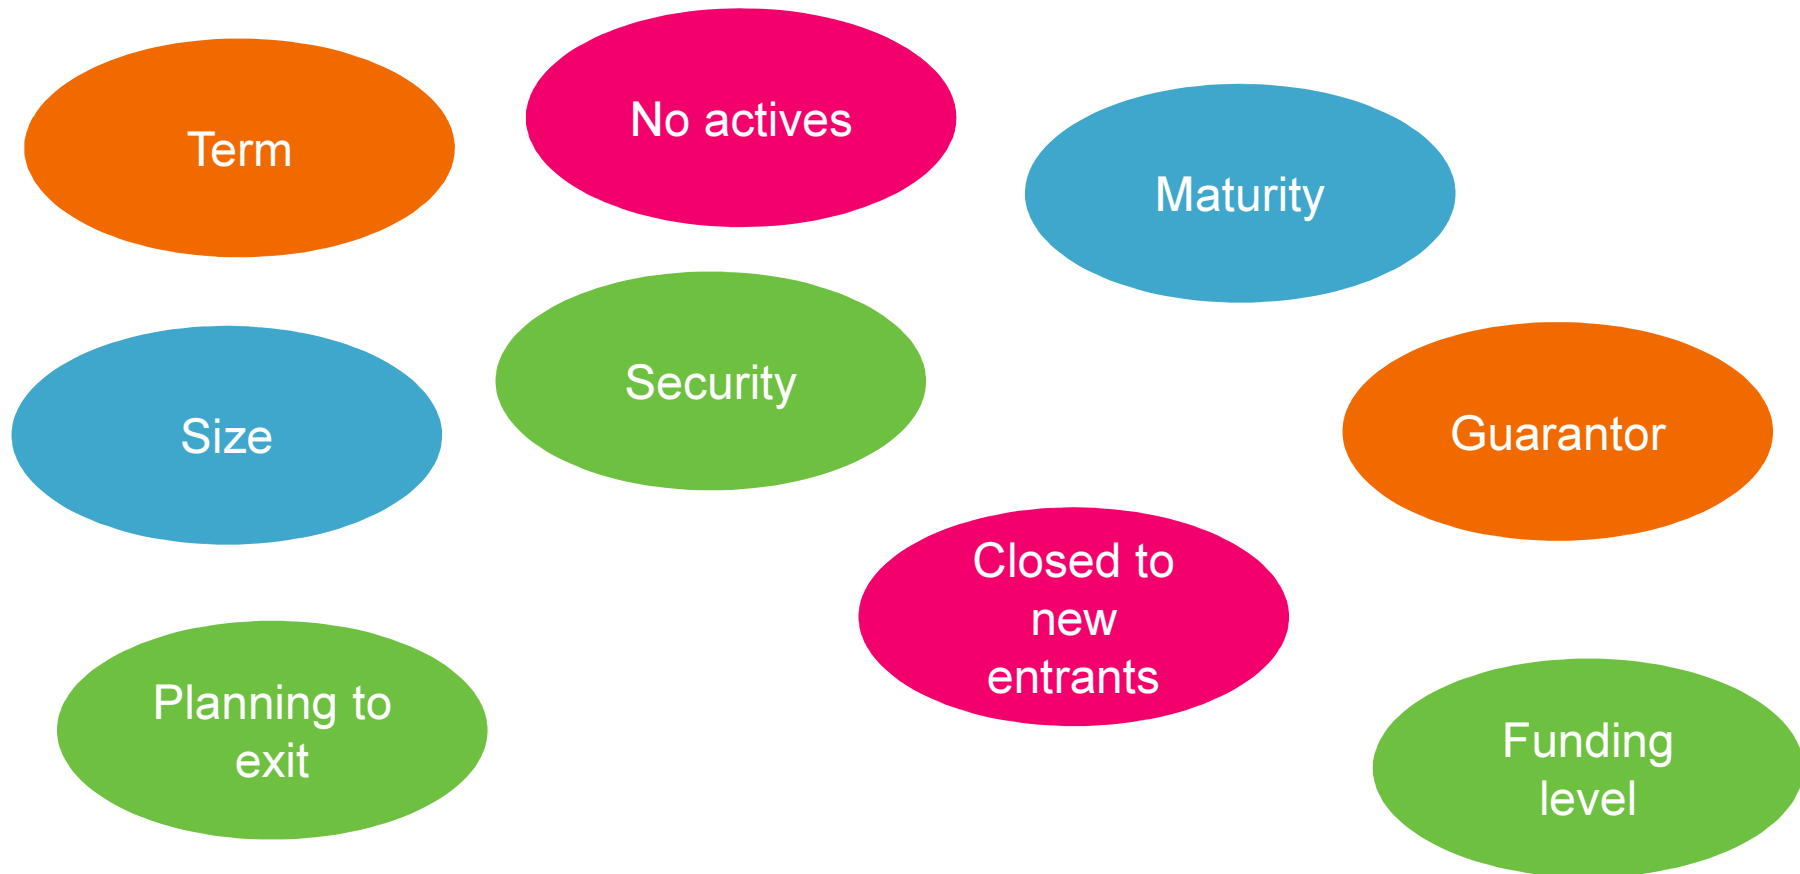 Term
No actives
Maturity
Size
Security
Guarantor
Closed to
new
entrants
Planning to
exit
Funding
level